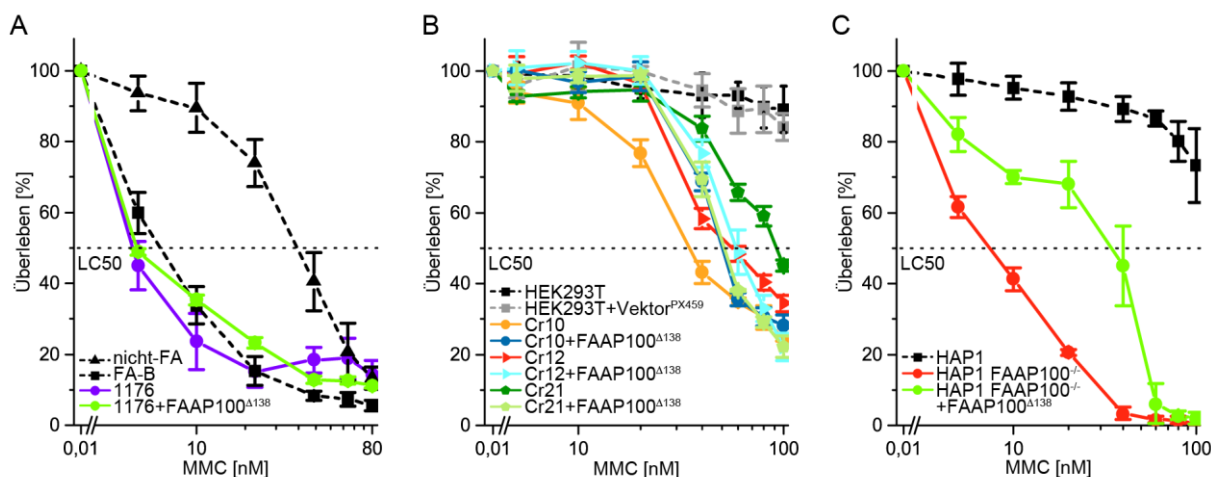 A
Überleben [%]
100
80
60
40
20
0
LC50
nicht-FA
FA-B
1176
1176+FAAP100Δ138
0,01
10
80
MMC [nM]
B
Überleben [%]
100
80
60
40
20
0
LC50
HEK293T
HEK293T+VektorPX459
Cr10
Cr10+FAAP100Δ138
Cr12
Cr12+FAAP100Δ138
Cr21
Cr21+FAAP100Δ138
0,01
10
100
MMC [nM]
C
Überleben [%]
100
80
60
40
20
0
LC50
HAP1
HAP1 FAAP100-/-
HAP1 FAAP100-/-
+FAAP100Δ138
0,01
10
100
MMC [nM]